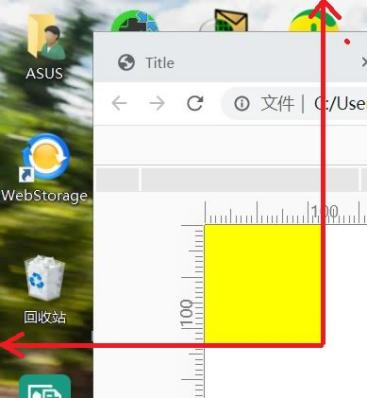 ASUS
Title
文件 | C:/Use
WebStorage
100
100
回收站